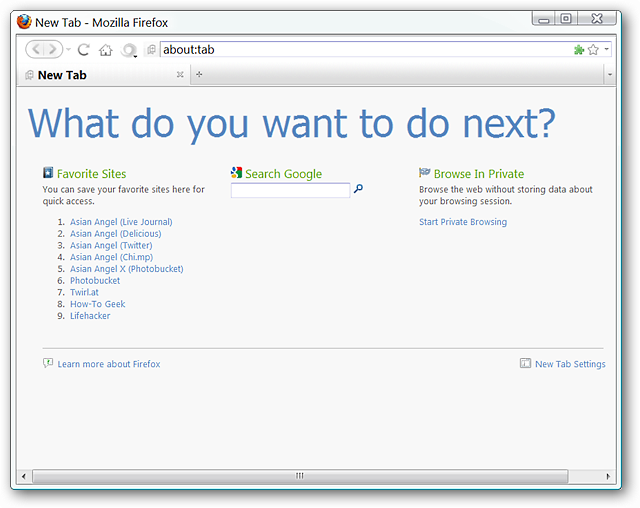 New Tab - Mozilla Firefox
about:tab
New Tab
What do you want to do next?
Favorite Sites
You can save your favorite sites here for
quick access.
1. Asian Angel (Live Journal)
2. Asian Angel (Delicious)
3. Asian Angel (Twitter)
4. Asian Angel (Chi.mp)
5. Asian Angel X (Photobucket)
6. Photobucket
7. Twirl.at
8. How-To Geek
9. Lifehacker
Search Google
Browse In Private
Browse the web without storing data about
your browsing session.
Start Private Browsing
Learn more about Firefox
New Tab Settings